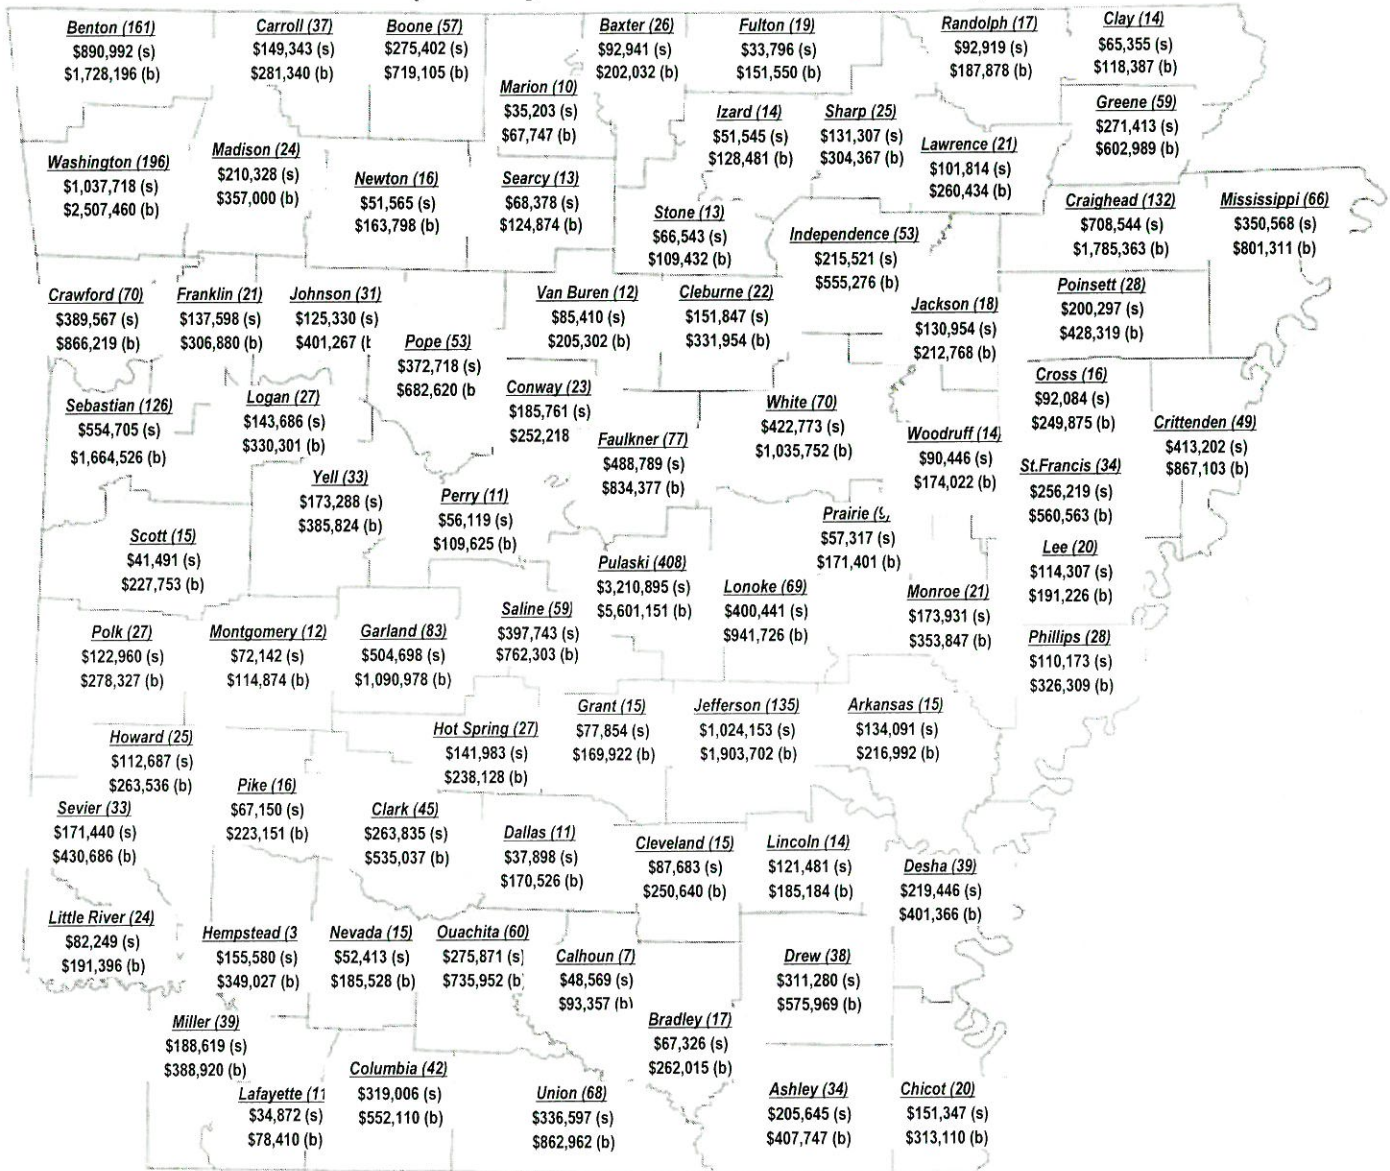 Benton (161)
$890,992 (s)
$1,728,196 (b)
Carroll (37)
$149,343 (s)
$281,340 (b)
Boone (57)
$275,402 (s)
$719,105 (b)
Marion (10)
$35,203 (s)
$67,747 (b)
Baxter (26)
$92,941 (s)
$202,032 (b)
Fulton (19)
$33,796 (s)
$151,550 (b)
Randolph (17)
$92,919 (s)
$187,878 (b)
Clay (14)
$65,355 (s)
$118,387 (b)
Izard (14)
$51,545 (s)
$128,481 (b)
Sharp (25)
$131,307 (s)
$304,367 (b)
Lawrence (21)
$101,814 (s)
$260,434 (b)
Greene (59)
$271,413 (s)
$602,989 (b)
Washington (196)
$1,037,718 (s)
$2,507,460 (b)
Madison (24)
$210,328 (s)
$357,000 (b)
Newton (16)
$51,565 (s)
$163,798 (b)
Searcy (13)
$68,378 (s)
$124,874 (b)
Stone (13)
$66,543 (s)
$109,432 (b)
Independence (53)
$215,521 (s)
$555,276 (b)
Craighead (132)
$708,544 (s)
$1,785,363 (b)
Mississippi (66)
$350,568 (s)
$801,311 (b)
Crawford (70)
$389,567 (s)
$866,219 (b)
Franklin (21)
$137,598 (s)
$306,880 (b)
Johnson (31)
$125,330 (s)
$401,267 (b
Pope (53)
$372,718 (s)
$682,620 (b
Van Buren (12)
$85,410 (s)
$205,302 (b)
Cleburne (22)
$151,847 (s)
$331,954 (b)
Jackson (18)
$130,954 (s)
$212,768 (b)
Poinsett (28)
$200,297 (s)
$428,319 (b)
Sebastian (126)
$554,705 (s)
$1,664,526 (b)
Logan (27)
$143,686 (s)
$330,301 (b)
Conway (23)
$185,761 (s)
$252,218
Faulkner (77)
$488,789 (s)
$834,377 (b)
White (70)
$422,773 (s)
$1,035,752 (b)
Woodruff (14)
$90,446 (s)
$174,022 (b)
Cross (16)
$92,084 (s)
$249,875 (b)
Crittenden (49)
$413,202 (s)
$867,103 (b)
St.Francis (34)
$256,219 (s)
$560,563 (b)
Yell (33)
$173,288 (s)
$385,824 (b)
Perry (11)
$56,119 (s)
$109,625 (b)
Prairie
$57,317 (s)
$171,401 (b)
Scott (15)
$41,491 (s)
$227,753 (b)
Pulaski (408)
$3,210,895 (s)
$5,601,151 (b)
Lonoke (69)
$400,441 (s)
$941,726 (b)
Monroe (21)
$173,931 (s)
$353,847 (b)
Lee (20)
$114,307 (s)
$191,226 (b)
Polk (27)
$122,960 (s)
$278,327 (b)
Montgomery (12)
$72,142 (s)
$114,874 (b)
Garland (83)
$504,698 (s)
$1,090,978 (b)
Saline (59)
$397,743 (s)
$762,303 (b)
Phillips (28)
$110,173 (s)
$326,309 (b)
Howard (25)
$112,687 (s)
$263,536 (b)
Hot Spring (27)
$141,983 (s)
$238,128 (b)
Grant (15)
$77,854 (s)
$169,922 (b)
Jefferson (135)
$1,024,153 (s)
$1,903,702 (b)
Arkansas (15)
$134,091 (s)
$216,992 (b)
Sevier (33)
$171,440 (s)
$430,686 (b)
Pike (16)
$67,150 (s)
$223,151 (b)
Clark (45)
$263,835 (s)
$535,037 (b)
Dallas (11)
$37,898 (s)
$170,526 (b)
Cleveland (15)
$87,683 (s)
$250,640 (b)
Lincoln (14)
$121,481 (s)
$185,184 (b)
Desha (39)
$219,446 (s)
$401,366 (b)
Little River (24)
$82,249 (s)
$191,396 (b)
Hempstead (3
$155,580 (s)
$349,027 (b)
Nevada (15)
$52,413 (s)
$185,528 (b)
Ouachita (60)
$275,871 (s)
$735,952 (b)
Calhoun (7)
$48,569 (s)
$93,357 (b)
Drew (38)
$311,280 (s)
$575,969 (b)
Miller (39)
$188,619 (s)
$388,920 (b)
Bradley (17)
$67,326 (s)
$262,015 (b)
Lafayette (11
$34,872 (s)
$78,410 (b)
Columbia (42)
$319,006 (s)
$552,110 (b)
Union (68)
$336,597 (s)
$862,962 (b)
Ashley (34)
$205,645 (s)
$407,747 (b)
Chicot (20)
$151,347 (s)
$313,110 (b)